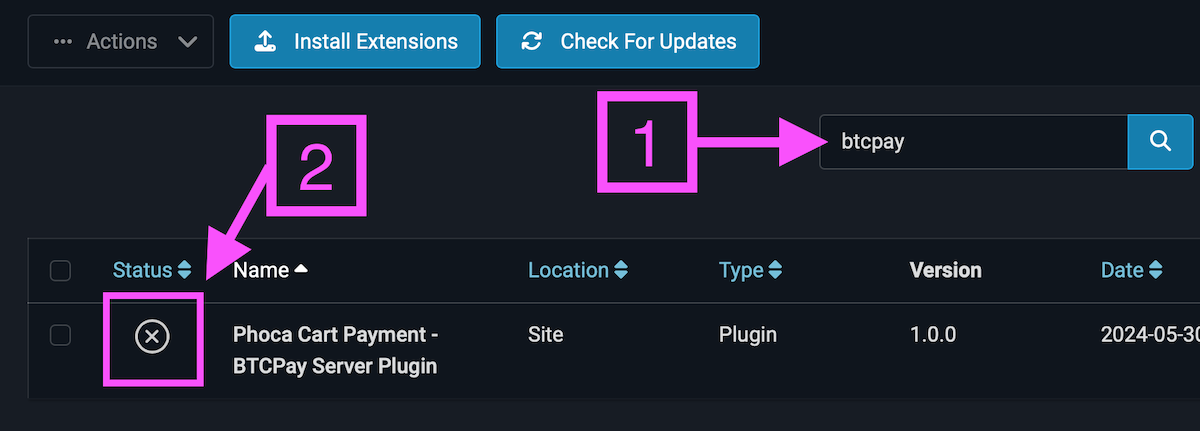 Actions
Install Extensions
Check For Updates
1
btcpay
2
Status
Name
Location
Type
Version
Date
Phoca Cart Payment -
BTCPay Server Plugin
Site
Plugin
1.0.0
2024-05-30